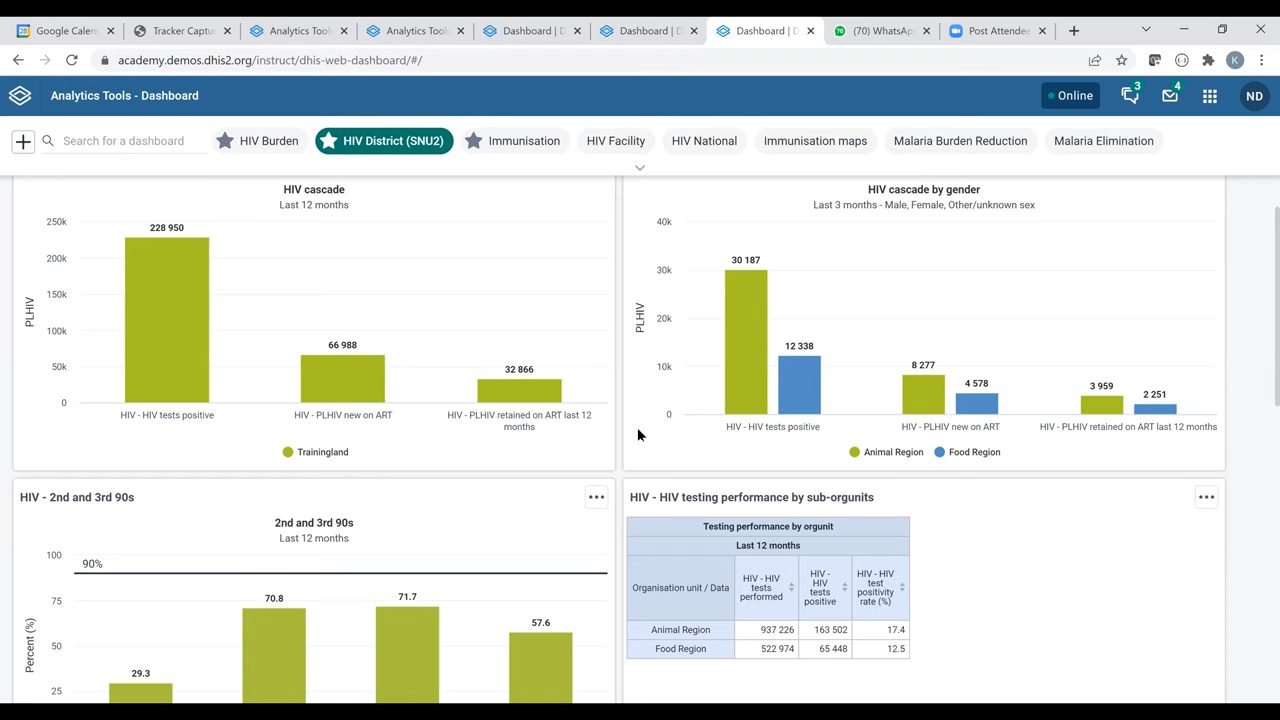 Google Calen
Tracker Captu
Analytics Tools
Analytics Tool
Dashboard | D
Dashboard | D
Dashboard | D
(70) WhatsAp
Post Attendee
academy.demos.dhis2.org/instruct/dhis-web-dashboard/#/
K
Analytics Tools - Dashboard
Online
3
4
ND
Search for a dashboard
HIV Burden
HIV District (SNU2)
Immunisation
HIV Facility
HIV National
Immunisation maps
Malaria Burden Reduction
Malaria Elimination
HIV cascade
Last 12 months
250k
200k
150k
100k
50k
0
PLHIV
228 950
66 988
32 866
HIV - HIV tests positive
HIV - PLHIV new on ART
HIV - PLHIV retained on ART last 12
months
Trainingland
HIV cascade by gender
Last 3 months - Male, Female, Other/unknown sex
40k
30k
20k
10k
0
PLHIV
30 187
12 338
8 277
4 578
3 959
2 251
HIV - HIV tests positive
HIV - PLHIV new on ART
HIV - PLHIV retained on ART last 12 months
Animal Region
Food Region
HIV - 2nd and 3rd 90s
2nd and 3rd 90s
Last 12 months
100
75
50
25
Percent (%)
90%
29.3
70.8
71.7
57.6
HIV - HIV testing performance by sub-orgunits
Testing performance by orgunit
Last 12 months
Organisation unit / Data
HIV - HIV
tests
performed
HIV -
HIV
tests
positive
HIV - HIV
test
positivity
rate (%)
Animal Region 937 226 163 502 17.4
Food Region 522 974 65 448 12.5